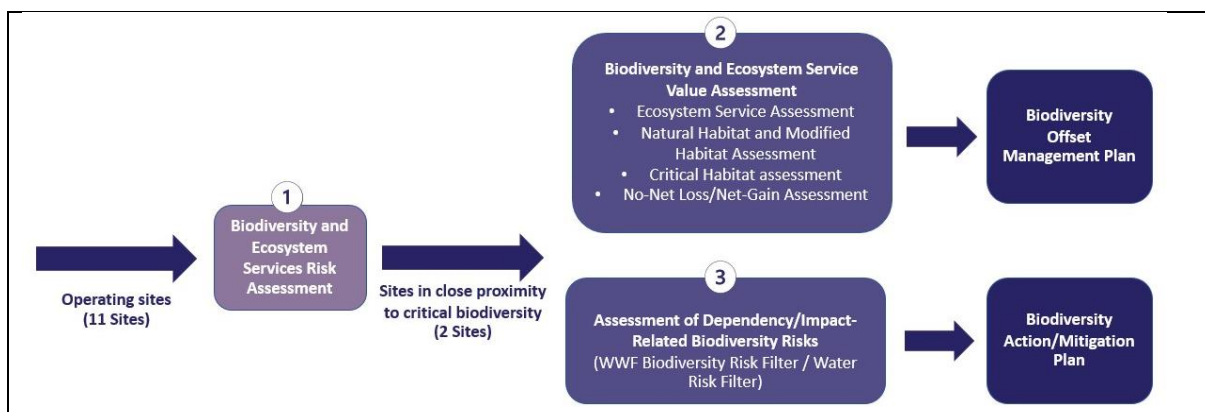 1
Biodiversity and
Ecosystem
Services Risk
Assessment
Operating sites
(11 Sites)
Sites in close proximity
to critical biodiversity
(2 Sites)
2
Biodiversity and Ecosystem Service
Value Assessment
• Ecosystem Service Assessment
• Natural Habitat and Modified
Habitat Assessment
• Critical Habitat assessment
• No-Net Loss/Net-Gain Assessment
Biodiversity
Offset
Management Plan
3
Assessment of Dependency/Impact-
Related Biodiversity Risks
(WWF Biodiversity Risk Filter / Water
Risk Filter)
Biodiversity
Action/Mitigation
Plan